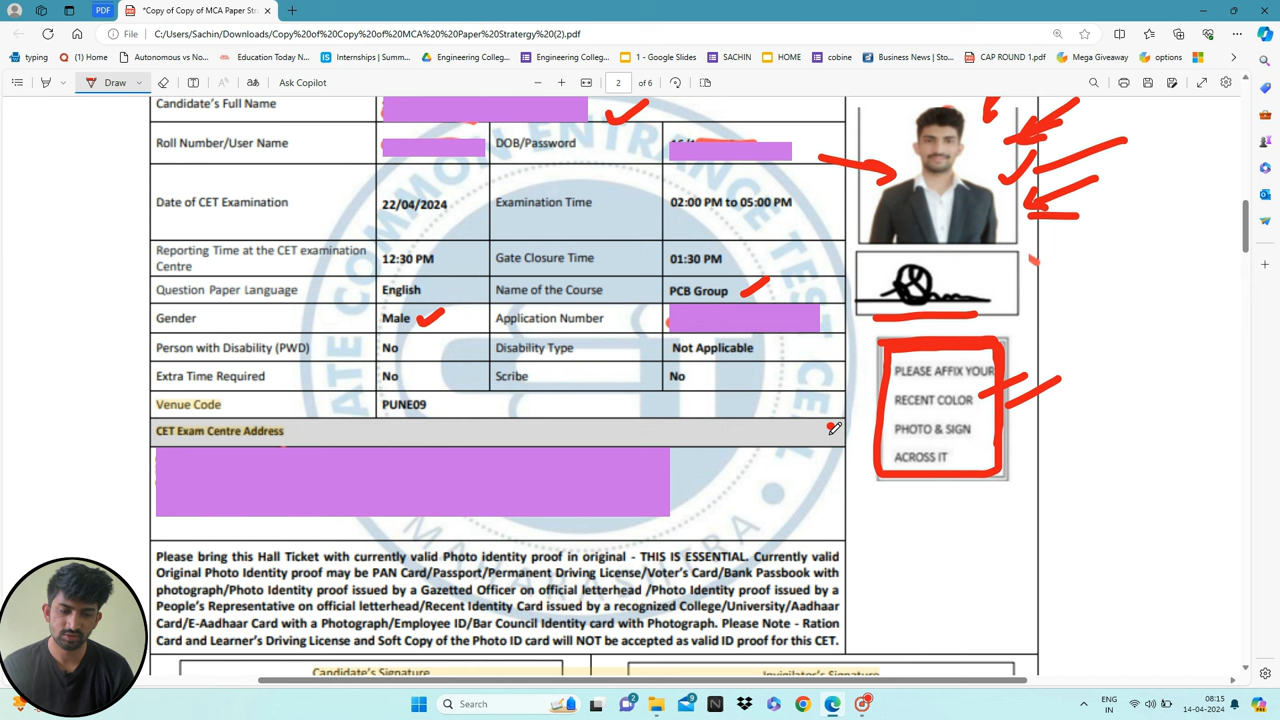 PDF
*Copy of Copy of MCA Paper Str
File
C:/Users/Sachin/Downloads/Copy%20of%20Copy%20of%20MCA%20%20Paper%20Stratergy%20(2).pdf
typing
(1) Home
Autonomous vs No...
Internships | Summ...
Engineering Colleg...
Engineering Colleg...
1 - Google Slides
SACHIN
HOME
cobine
Business News | Sto...
CAP ROUND 1.pdf
Mega Giveaway
options
Draw
Ask Copilot
2
of 6
Candidate's Full Name
Roll Number/User Name
DOB/Password
Date of CET Examination
22/04/2024
Examination Time
02:00 PM to 05:00 PM
Reporting Time at the CET examination
Centre
12:30 PM
Gate Closure Time
01:30 PM
Question Paper Language
English
Name of the Course
PCB Group
Gender
Male
Application Number
Person with Disability (PWD)
No
Disability Type
Not Applicable
Extra Time Required
No
Scribe
No
Venue Code
PUNE09
CET Exam Centre Address
PLEASE AFFIX YOUR
RECENT COLOR
PHOTO & SIGN
ACROSS IT
ATE COMMON ENTRANCE TEST CELL
MAHARASHTRA
Please bring this Hall Ticket with currently valid Photo identity proof in original - THIS IS ESSENTIAL. Currently valid
Original Photo Identity proof may be PAN Card/Passport/Permanent Driving License/Voter's Card/Bank Passbook with
photograph/Photo Identity proof issued by a Gazetted Officer on official letterhead /Photo Identity proof issued by a
People's Representative on official letterhead/Recent Identity Card issued by a recognized College/University/Aadhaar
Card/E-Aadhaar Card with a Photograph/Employee ID/Bar Council Identity card with Photograph. Please Note - Ration
Card and Learner's Driving License and Soft Copy of the Photo ID card will NOT be accepted as valid ID proof for this CET.
Candidate's Signature
Invigilator's Signature
Search
2
9
ENG
IN
08:15
14-04-2024